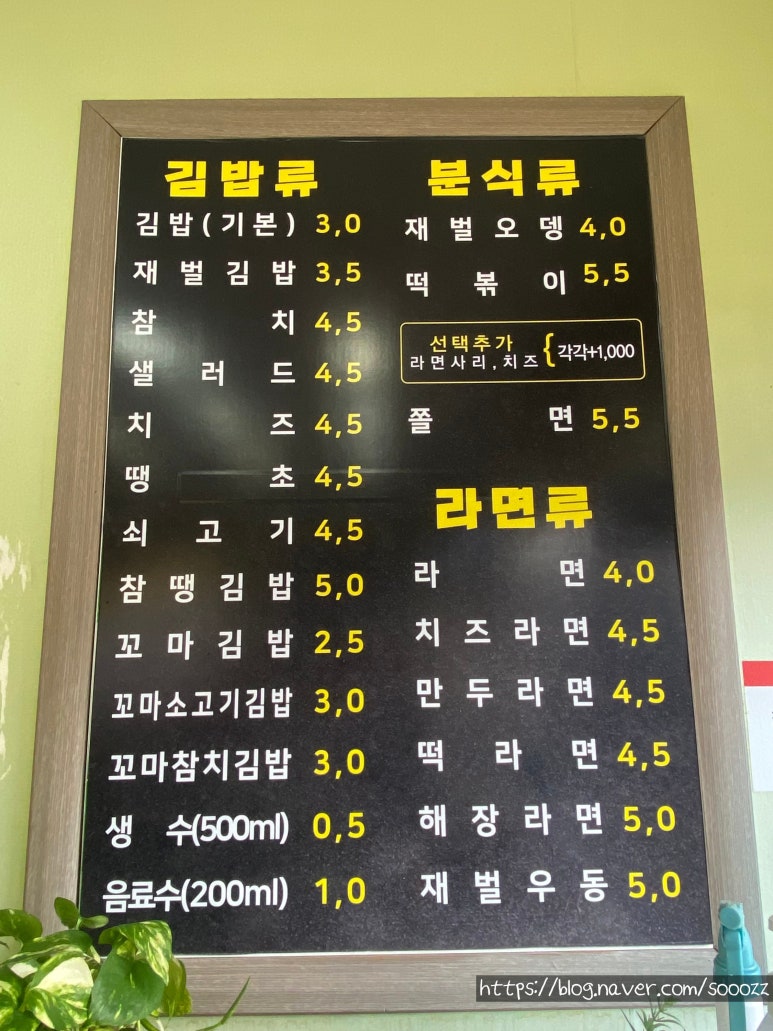 김밥류
김밥(기본) 3,0
재벌김밥 3,5
참치 4,5
샐러드 4,5
치즈 4,5
땡초 4,5
쇠고기 4,5
참땡김밥 5,0
꼬마김밥 2,5
꼬마소고기김밥 3,0
꼬마참치김밥 3,0
생수(500ml) 0,5
음료수(200ml) 1,0
분식류
재벌오뎅 4,0
떡볶이 5,5
선택추가
라면사리,치즈 { 각각+1,000
쫄면 5,5
라면류
라면 4,0
치즈라면 4,5
만두라면 4,5
떡라면 4,5
해장라면 5,0
재벌우동 5,0
https://blog.naver.com/sooozz